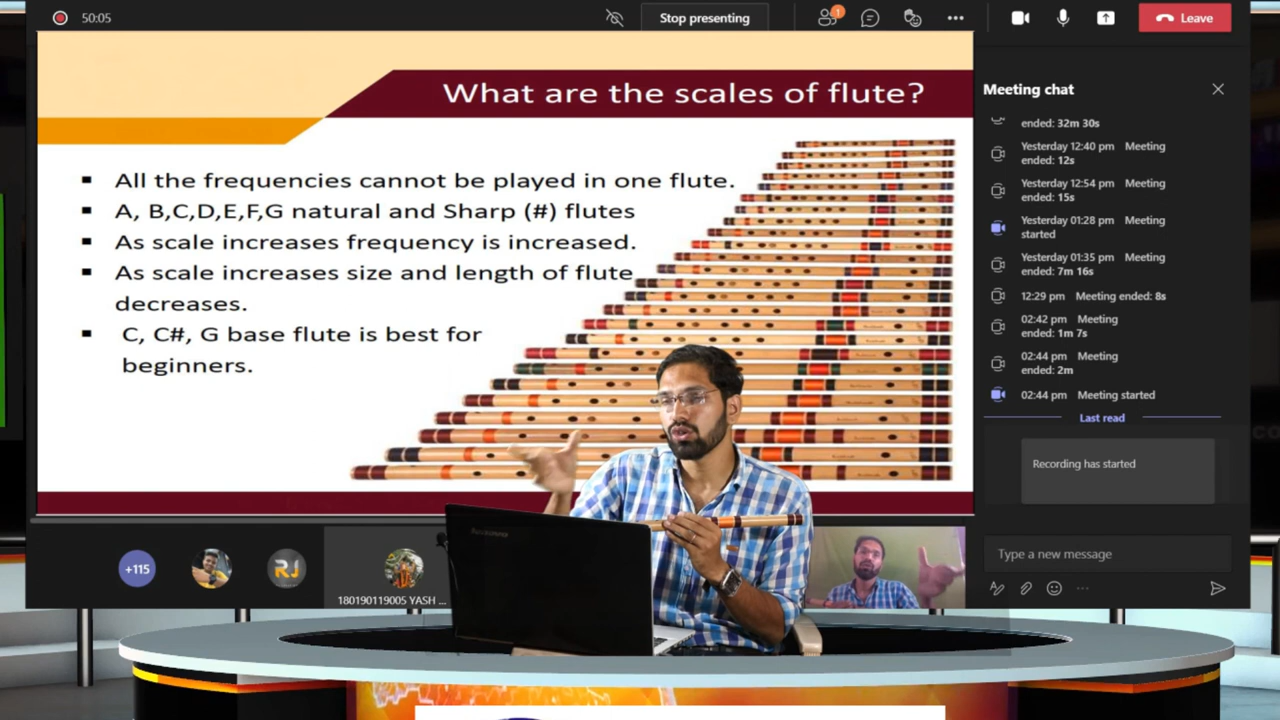 50:05
Stop presenting
1
Leave
What are the scales of flute?
▪ All the frequencies cannot be played in one flute.
▪ A, B,C,D,E,F,G natural and Sharp (#) flutes
▪ As scale increases frequency is increased.
▪ As scale increases size and length of flute
decreases.
▪ C, C#, G base flute is best for
beginners.
Meeting chat
ended: 32m 30s
Yesterday 12:40 pm Meeting
ended: 12s
Yesterday 12:54 pm Meeting
ended: 15s
Yesterday 01:28 pm Meeting
started
Yesterday 01:35 pm Meeting
ended: 7m 16s
12:29 pm Meeting ended: 8s
02:42 pm Meeting
ended: 1m 7s
02:44 pm Meeting
ended: 2m
02:44 pm Meeting started
Last read
Recording has started
Type a new message
+115
RJ
180190119005 YASH ...